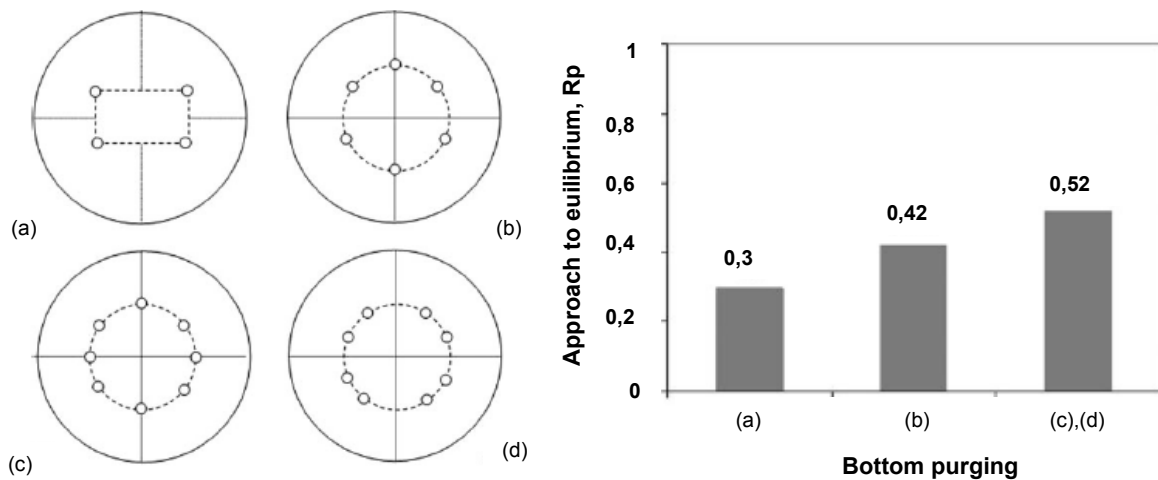 (a)
(b)
(c)
(d)
Approach to euilibrium, Rp
1
0,8
0,6
0,4
0,2
0
0,3
0,42
0,52
(a)
(b)
(c),(d)
Bottom purging